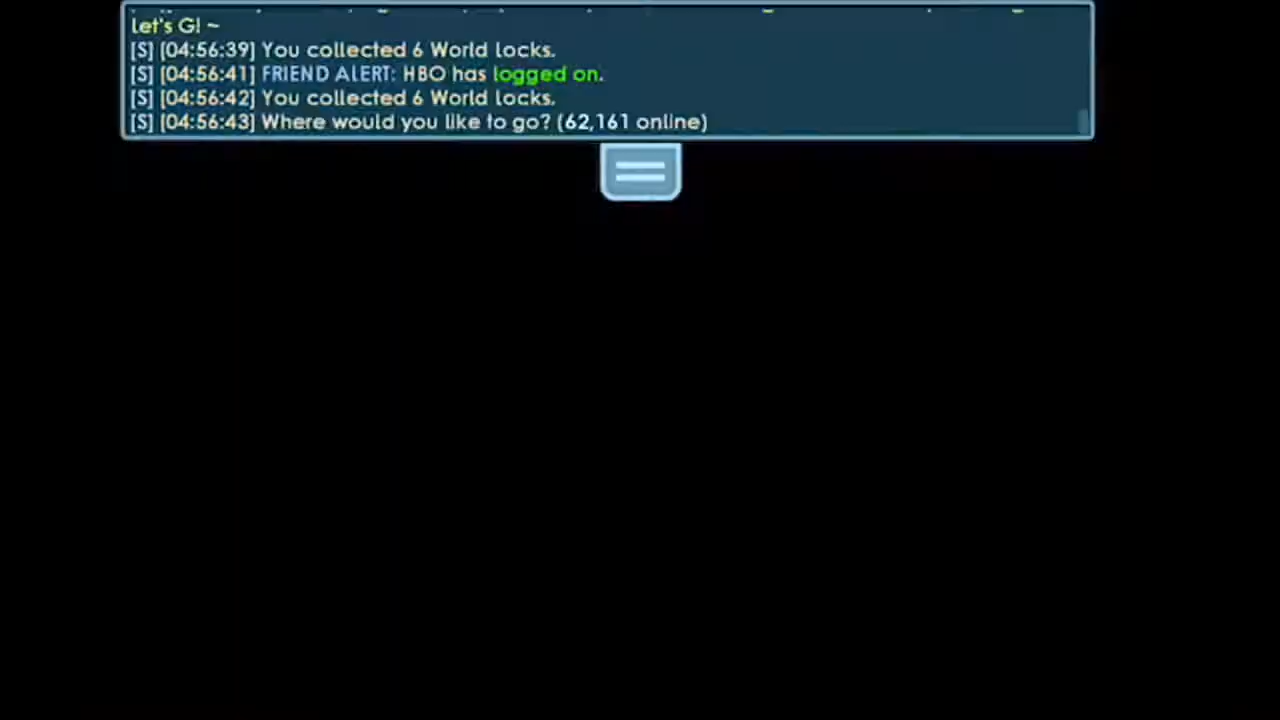 Let's G! ~
[S] [04:56:39] You collected 6 World Locks.
[S] [04:56:41] FRIEND ALERT: HBO has logged on.
[S] [04:56:42] You collected 6 World Locks.
[S] [04:56:43] Where would you like to go? (62,161 online)